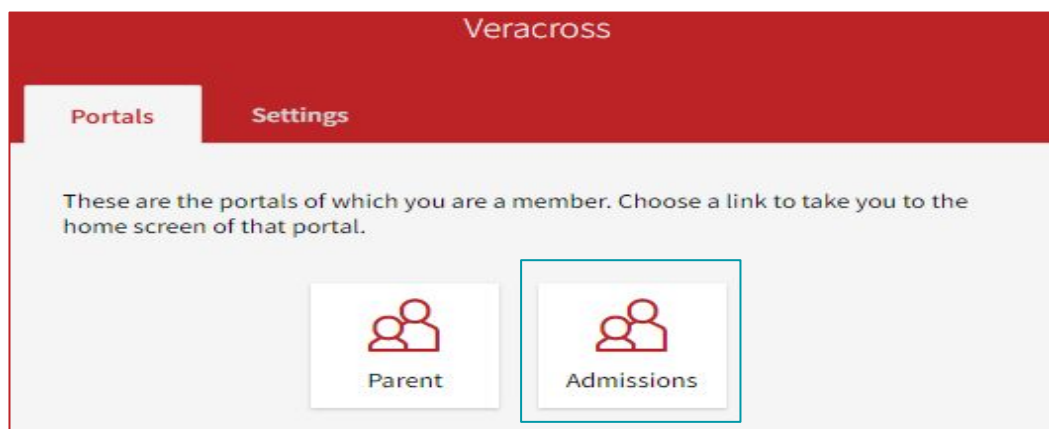 Veracross
Portals Settings
These are the portals of which you are a member. Choose a link to take you to the
home screen of that portal.
Parent Admissions